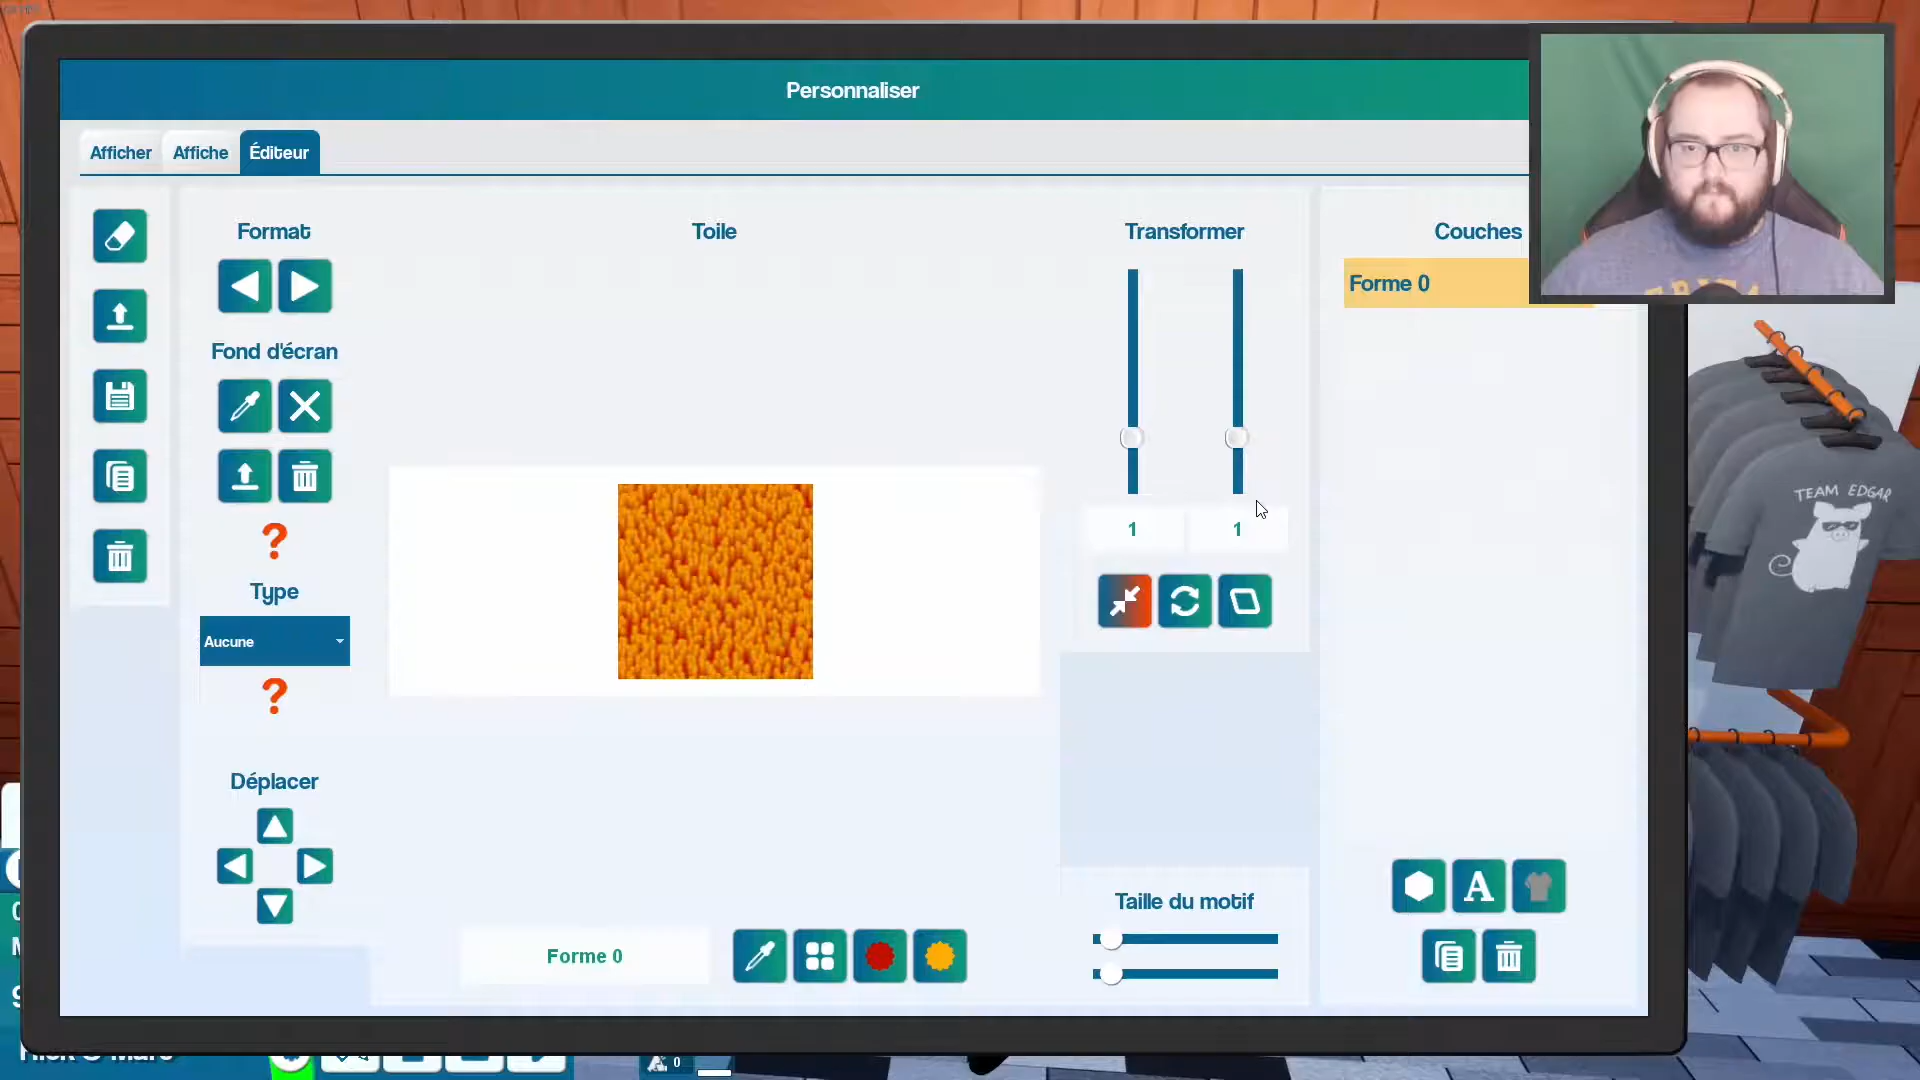 Personnaliser
Afficher
Affiche
Éditeur
Format
Toile
Transformer
Couches
Forme 0
Fond d'écran
?
Type
Aucune
?
1
1
Déplacer
Taille du motif
Forme 0
A
TEAM EDGAR
0